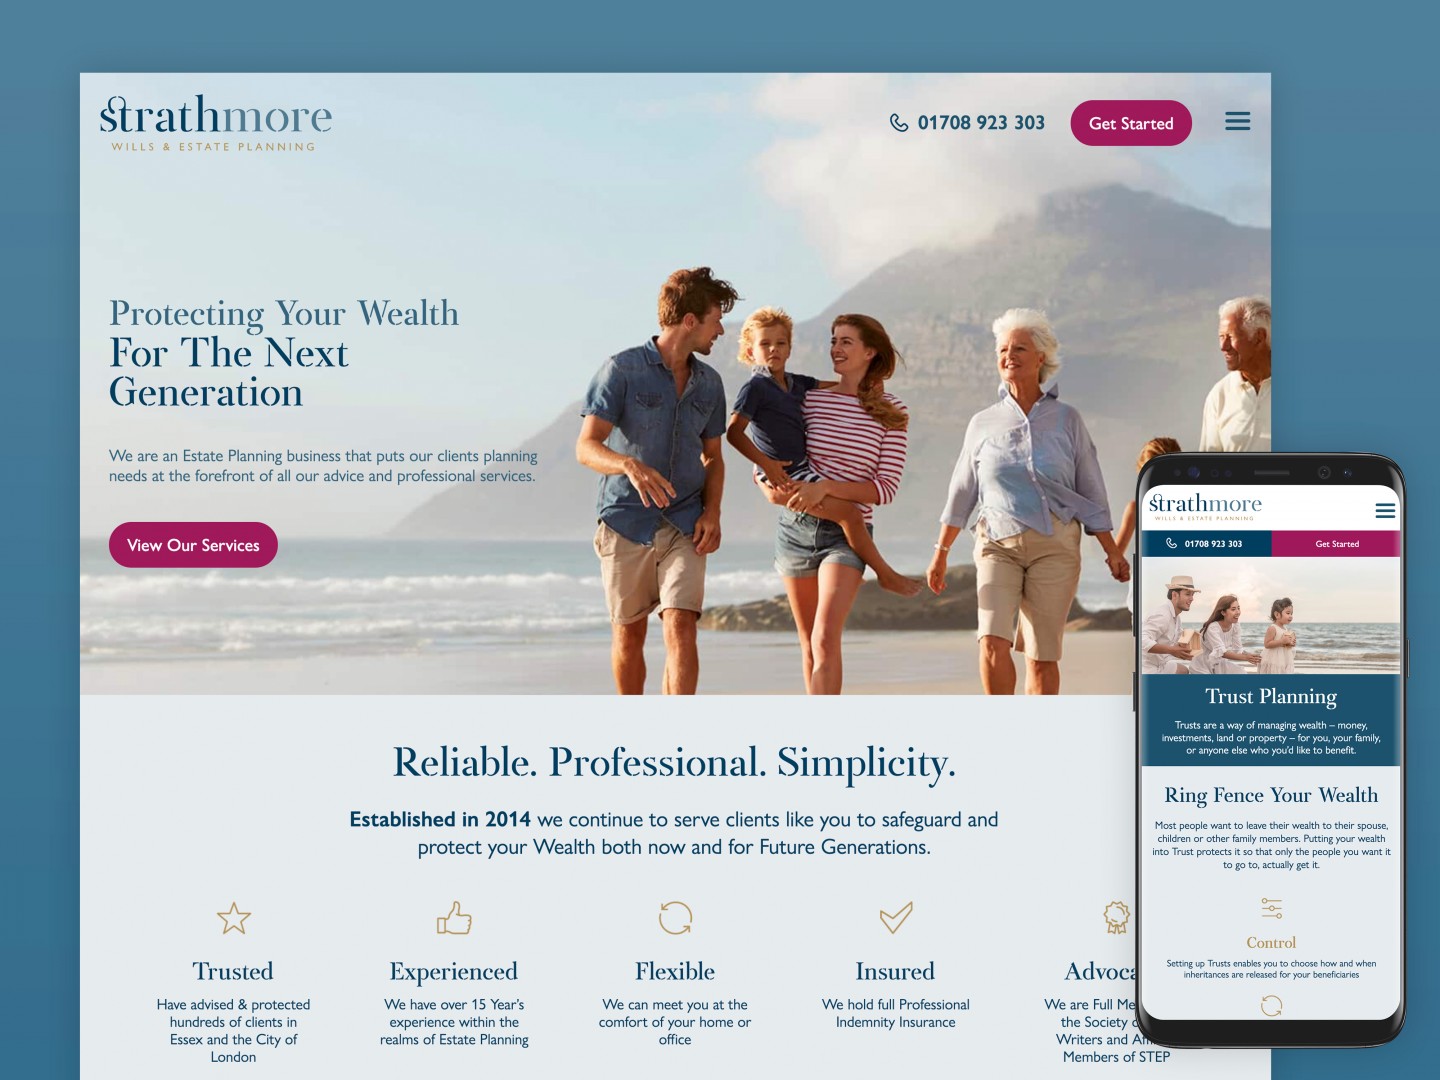 strathmore
WILLS & ESTATE PLANNING
01708 923 303
Get Started
Protecting Your Wealth
For The Next
Generation
We are an Estate Planning business that puts our clients planning
needs at the forefront of all our advice and professional services.
View Our Services
Reliable. Professional. Simplicity.
Established in 2014 we continue to serve clients like you to safeguard and
protect your Wealth both now and for Future Generations.
Trusted
Have advised & protected
hundreds of clients in
Essex and the City of
London
Experienced
We have over 15 Year's
experience within the
realms of Estate Planning
Flexible
We can meet you at the
comfort of your home or
office
Insured
We hold full Professional
Indemnity Insurance
We are Full
the Society
Writers and
Members of STEP
strathmore
WILLS & ESTATE PLANNING
01708 923 303
Get Started
Trust Planning
Trusts are a way of managing wealth – money,
investments, land or property – for you, your family,
or anyone else who you'd like to benefit.
Ring Fence Your Wealth
Most people want to leave their wealth to their spouse,
children or other family members. Putting your wealth
into Trust protects it so that only the people you want it
to go to, actually get it.
Control
Setting up Trusts enables you to choose how and when
inheritances are released for your beneficiaries